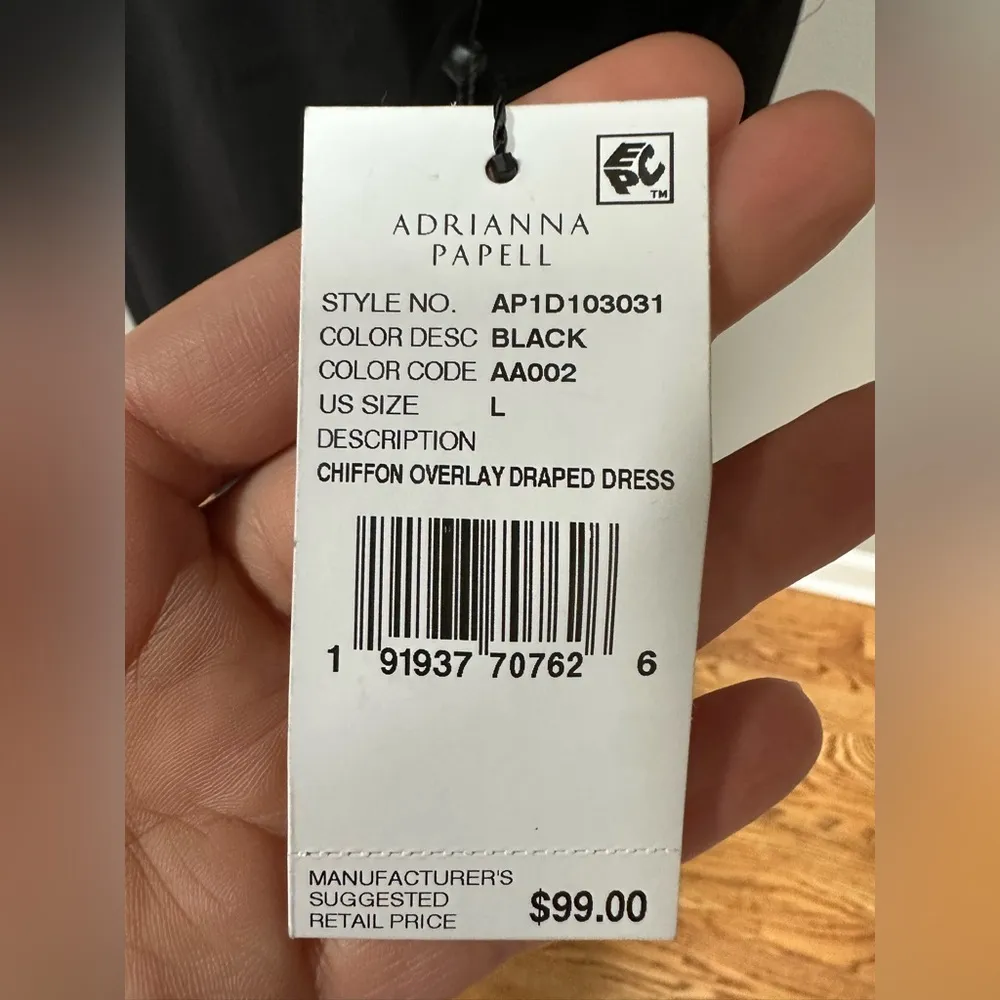 EPC
TM
ADRIANNA
PAPELL
STYLE NO. AP1D103031
COLOR DESC BLACK
COLOR CODE AA002
US SIZE L
DESCRIPTION
CHIFFON OVERLAY DRAPED DRESS
1 91937 70762 6
MANUFACTURER'S
SUGGESTED
RETAIL PRICE
$99.00